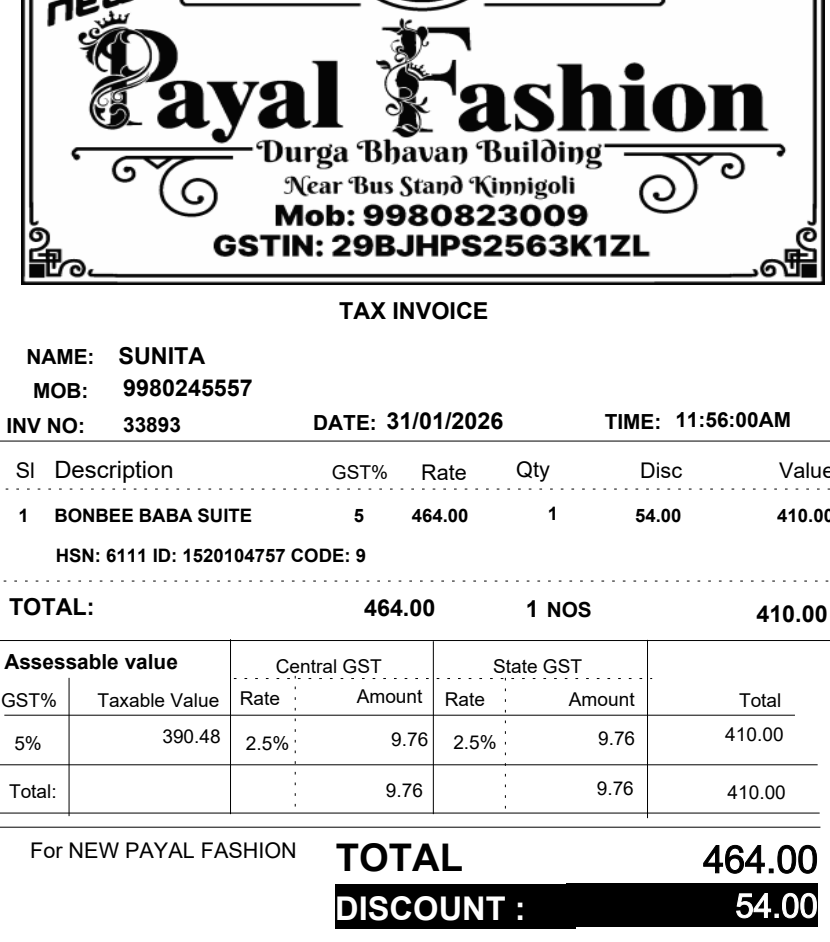 new
Payal Fashion
Durga Bhavan Building
Near Bus Stand Kinnigoli
Mob: 9980823009
GSTIN: 29BJHPS2563K1ZL
TAX INVOICE
NAME: SUNITA
MOB: 9980245557
INV NO: 33893 DATE: 31/01/2026 TIME: 11:56:00AM
Sl Description GST% Rate Qty Disc Value
1 BONBEE BABA SUITE 5 464.00 1 54.00 410.00
HSN: 6111 ID: 1520104757 CODE: 9
TOTAL: 464.00 1 NOS 410.00
Assessable value Central GST State GST
GST% Taxable Value Rate Amount Rate Amount Total
5% 390.48 2.5% 9.76 2.5% 9.76 410.00
Total: 9.76 9.76 410.00
For NEW PAYAL FASHION TOTAL 464.00
DISCOUNT : 54.00